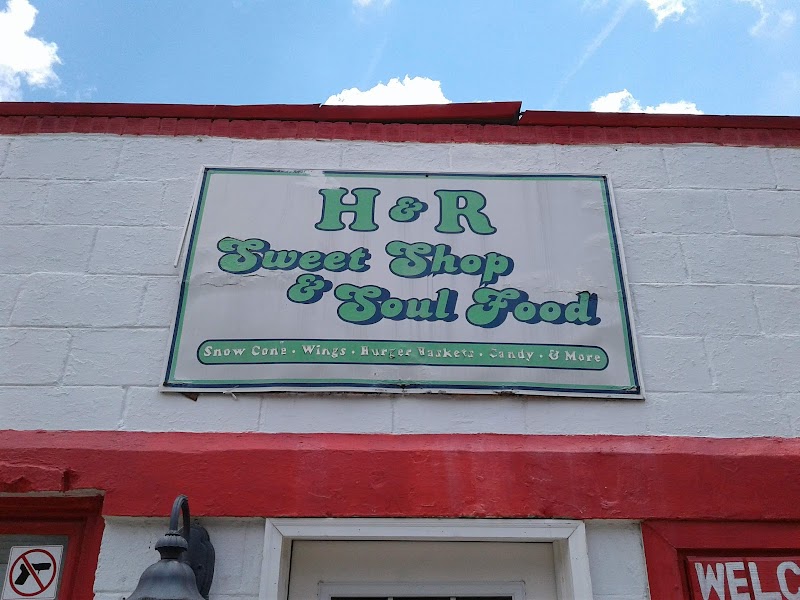 H & R
Sweet Shop
& Soul Food
Snow Cone · Wings · Burger Baskets · Candy · & More
WELC